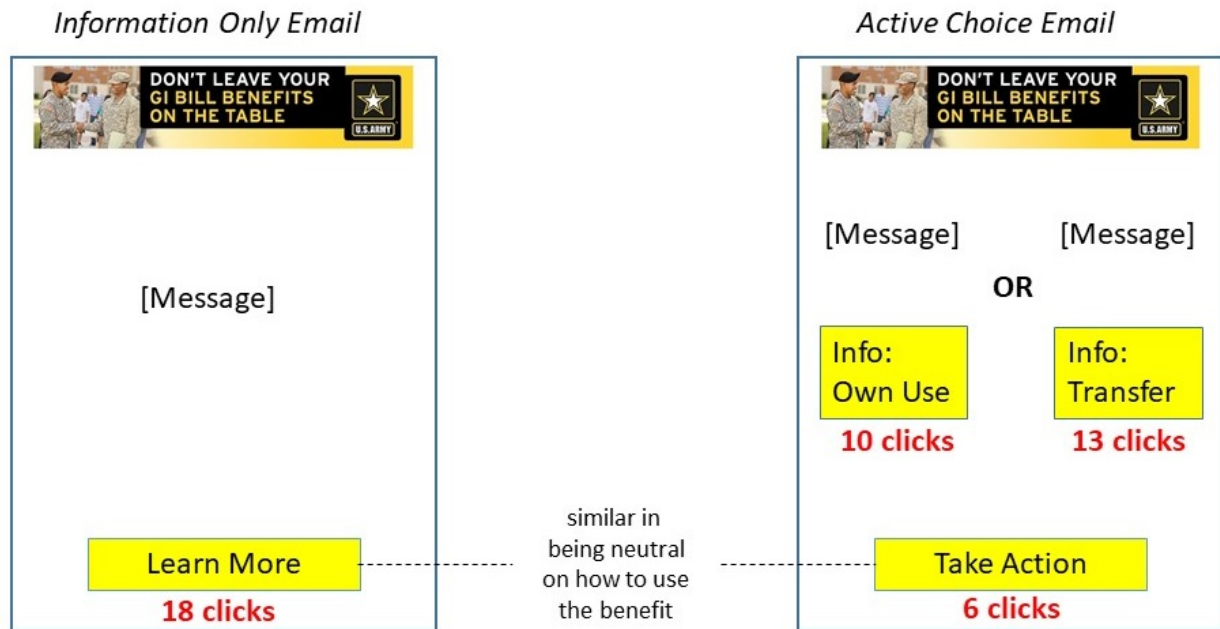 Information Only Email
DON'T LEAVE YOUR
GI BILL BENEFITS
ON THE TABLE
U.S.ARMY
[Message]
Learn More
18 clicks
similar in
being neutral
on how to use
the benefit
Active Choice Email
DON'T LEAVE YOUR
GI BILL BENEFITS
ON THE TABLE
U.S.ARMY
[Message] [Message]
OR
Info: Info:
Own Use Transfer
10 clicks 13 clicks
Take Action
6 clicks